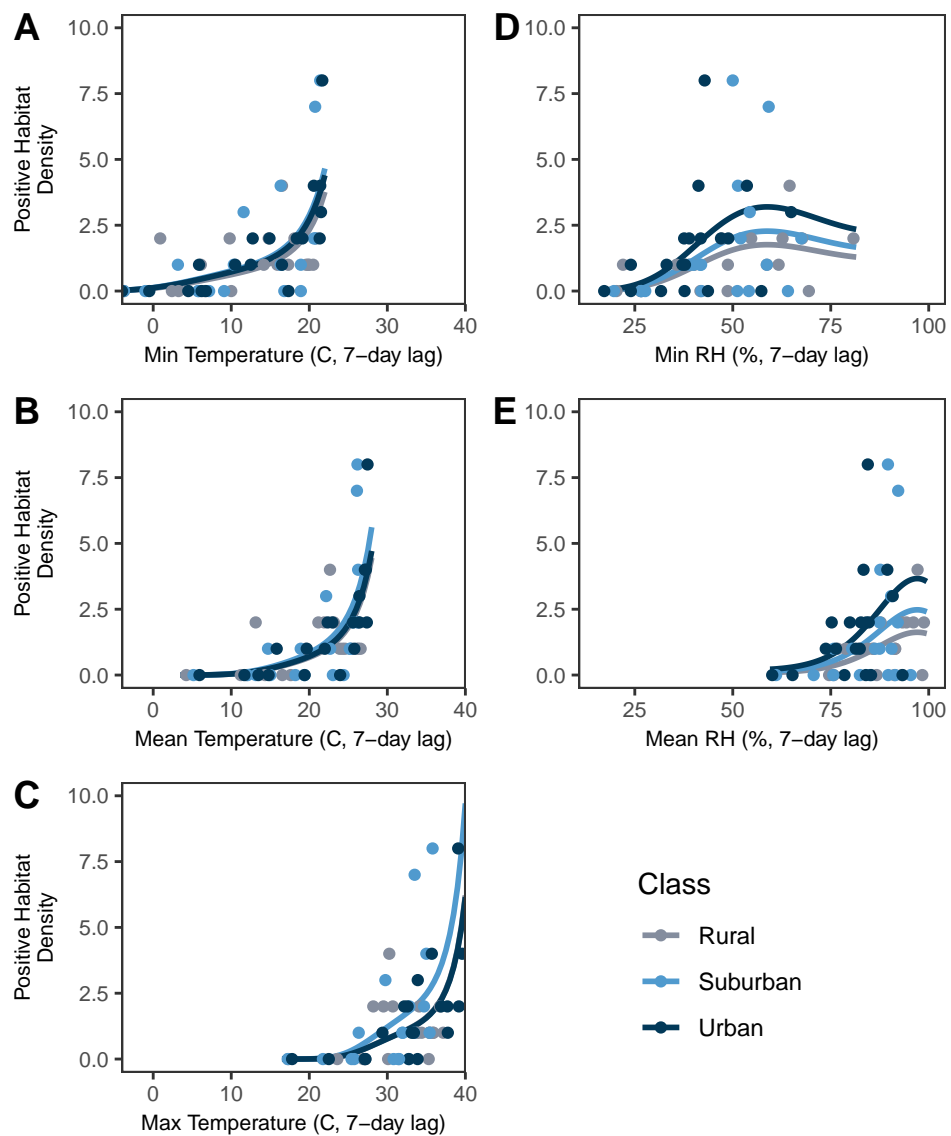 A
Positive Habitat
Density
10.0
7.5
5.0
2.5
0.0
0 10 20 30 40
Min Temperature (C, 7−day lag)
D
10.0
7.5
5.0
2.5
0.0
25 50 75 100
Min RH (%, 7−day lag)
B
Positive Habitat
Density
10.0
7.5
5.0
2.5
0.0
0 10 20 30 40
Mean Temperature (C, 7−day lag)
E
10.0
7.5
5.0
2.5
0.0
25 50 75 100
Mean RH (%, 7−day lag)
C
Positive Habitat
Density
10.0
7.5
5.0
2.5
0.0
0 10 20 30 40
Max Temperature (C, 7−day lag)
Class
Rural
Suburban
Urban